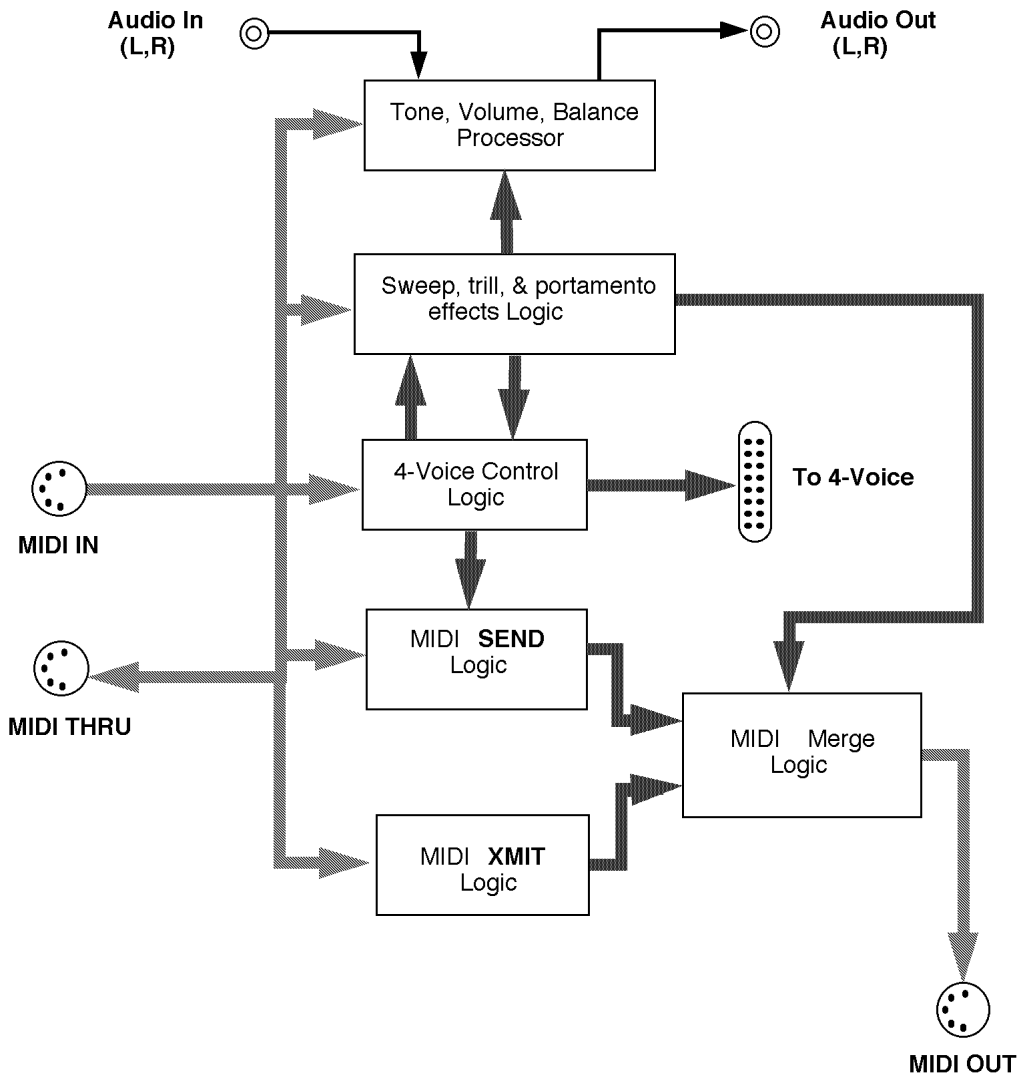 Audio In
(L,R)
Audio Out
(L,R)
Tone, Volume, Balance
Processor
Sweep, trill, & portamento
effects Logic
4-Voice Control
Logic
To 4-Voice
MIDI IN
MIDI SEND
Logic
MIDI THRU
MIDI Merge
Logic
MIDI XMIT
Logic
MIDI OUT